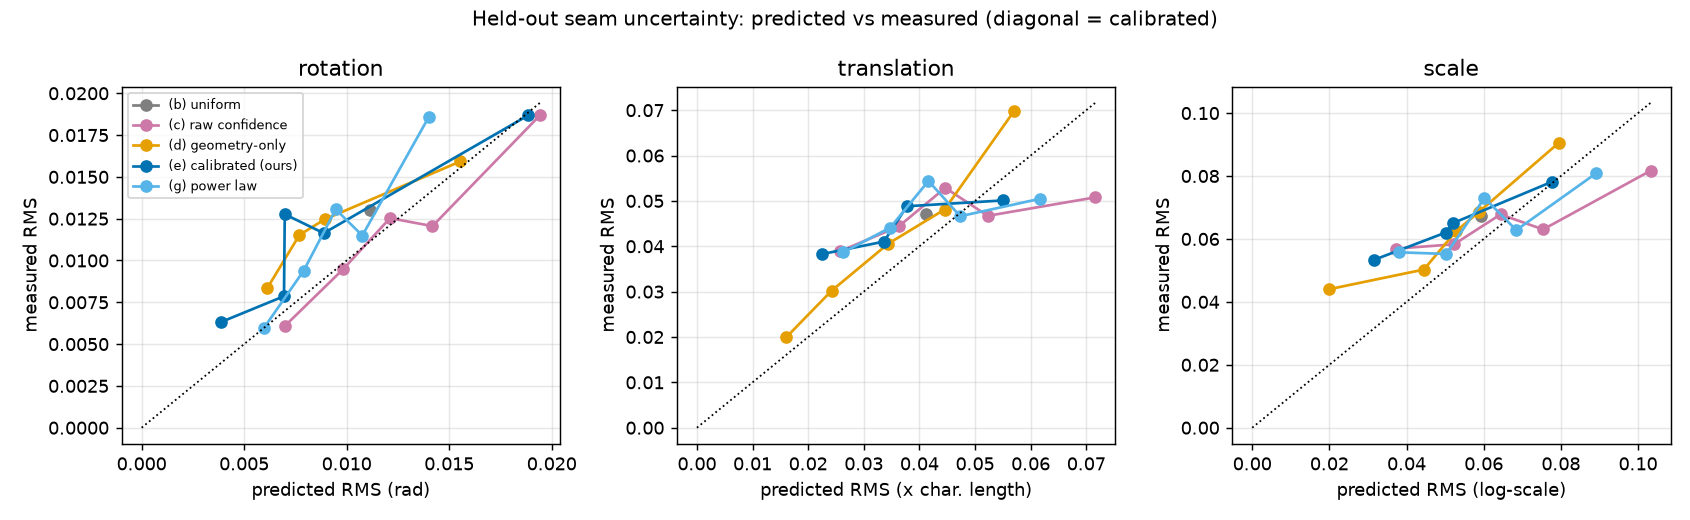 Held-out seam uncertainty: predicted vs measured (diagonal = calibrated)
rotation
measured RMS
0.0200
0.0175
0.0150
0.0125
0.0100
0.0075
0.0050
0.0025
0.0000
(b) uniform
(c) raw confidence
(d) geometry-only
(e) calibrated (ours)
(g) power law
0.000 0.005 0.010 0.015 0.020
predicted RMS (rad)
translation
measured RMS
0.07
0.06
0.05
0.04
0.03
0.02
0.01
0.00
0.00 0.01 0.02 0.03 0.04 0.05 0.06 0.07
predicted RMS (x char. length)
scale
measured RMS
0.10
0.08
0.06
0.04
0.02
0.00
0.00 0.02 0.04 0.06 0.08 0.10
predicted RMS (log-scale)